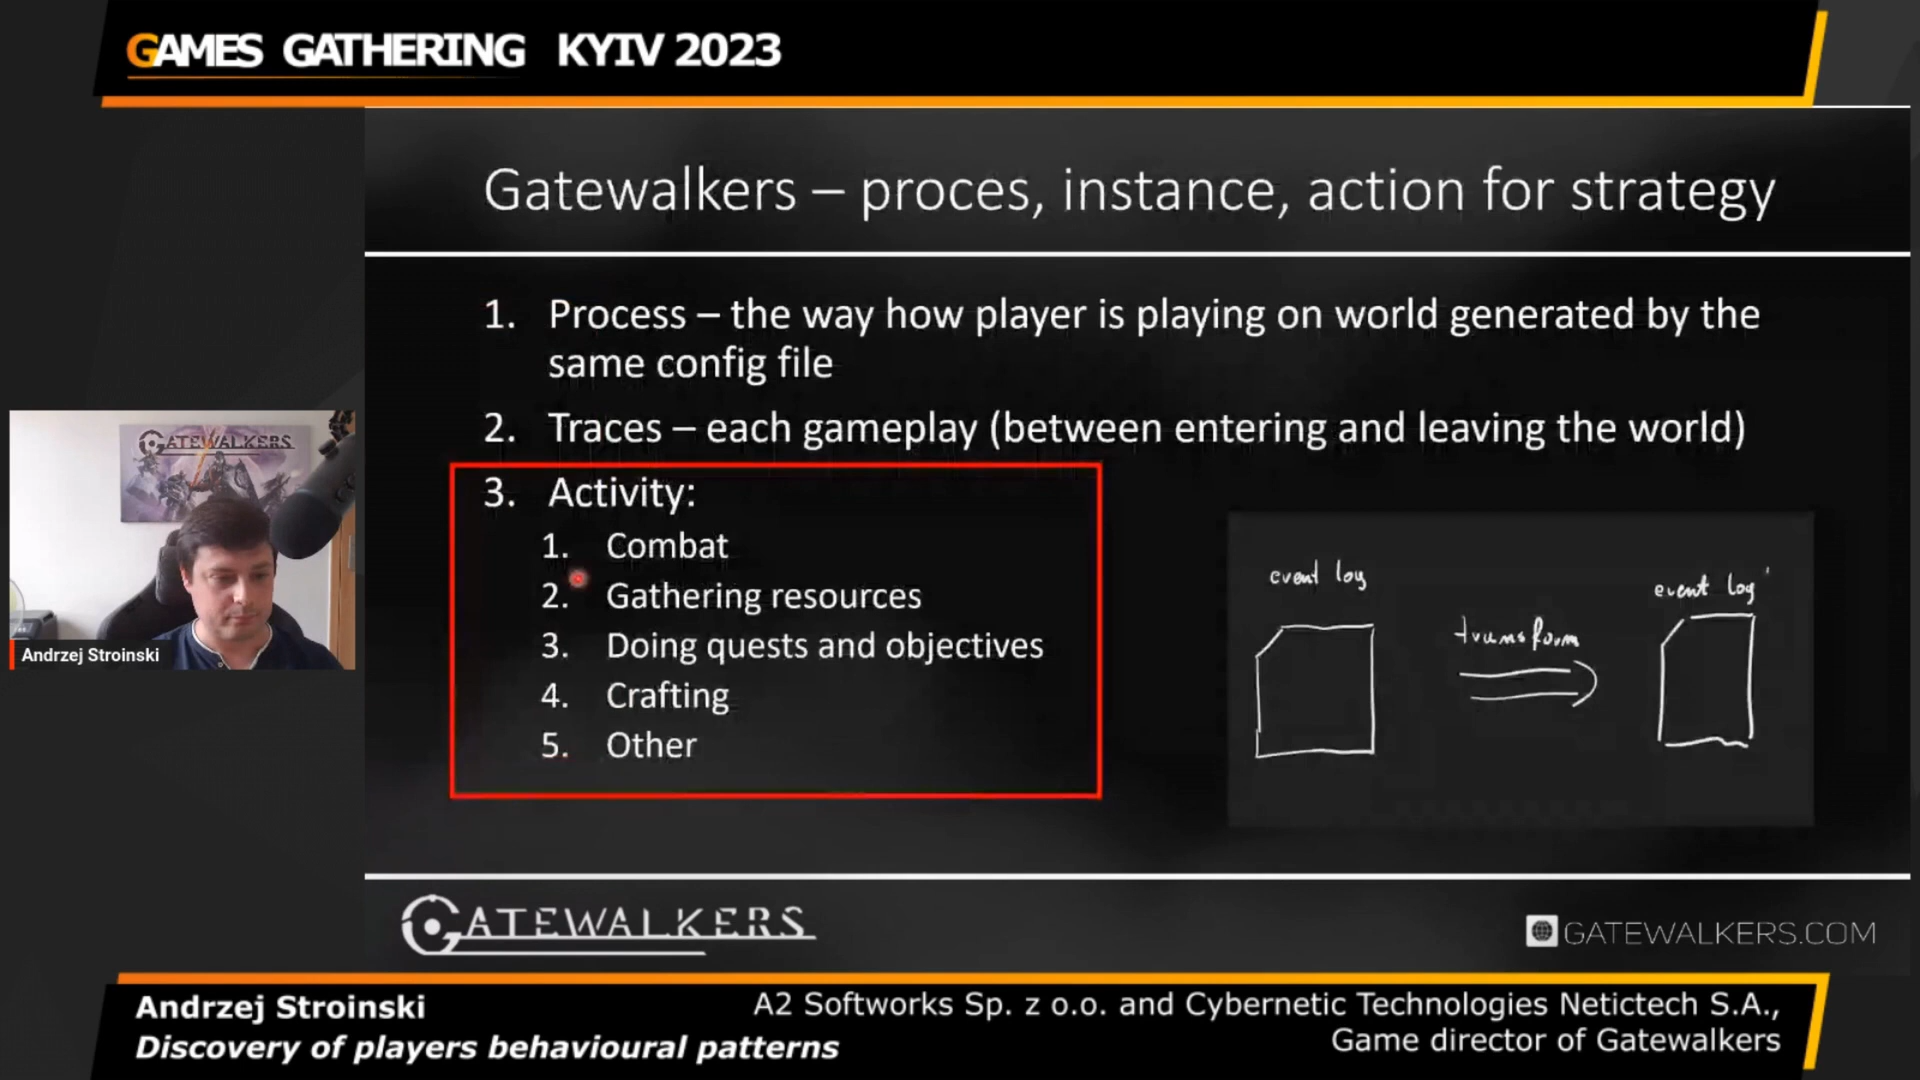 GAMES GATHERING KYIV 2023
Gatewalkers – proces, instance, action for strategy
1. Process – the way how player is playing on world generated by the
same config file
2. Traces – each gameplay (between entering and leaving the world)
3. Activity:
1. Combat
2. Gathering resources
3. Doing quests and objectives
4. Crafting
5. Other
event log
transform
event log'
GATEWALKERS
Andrzej Stroinski
GATEWALKERS
GATEWALKERS.COM
Andrzej Stroinski
Discovery of players behavioural patterns
A2 Softworks Sp. z o.o. and Cybernetic Technologies Netictech S.A.,
Game director of Gatewalkers